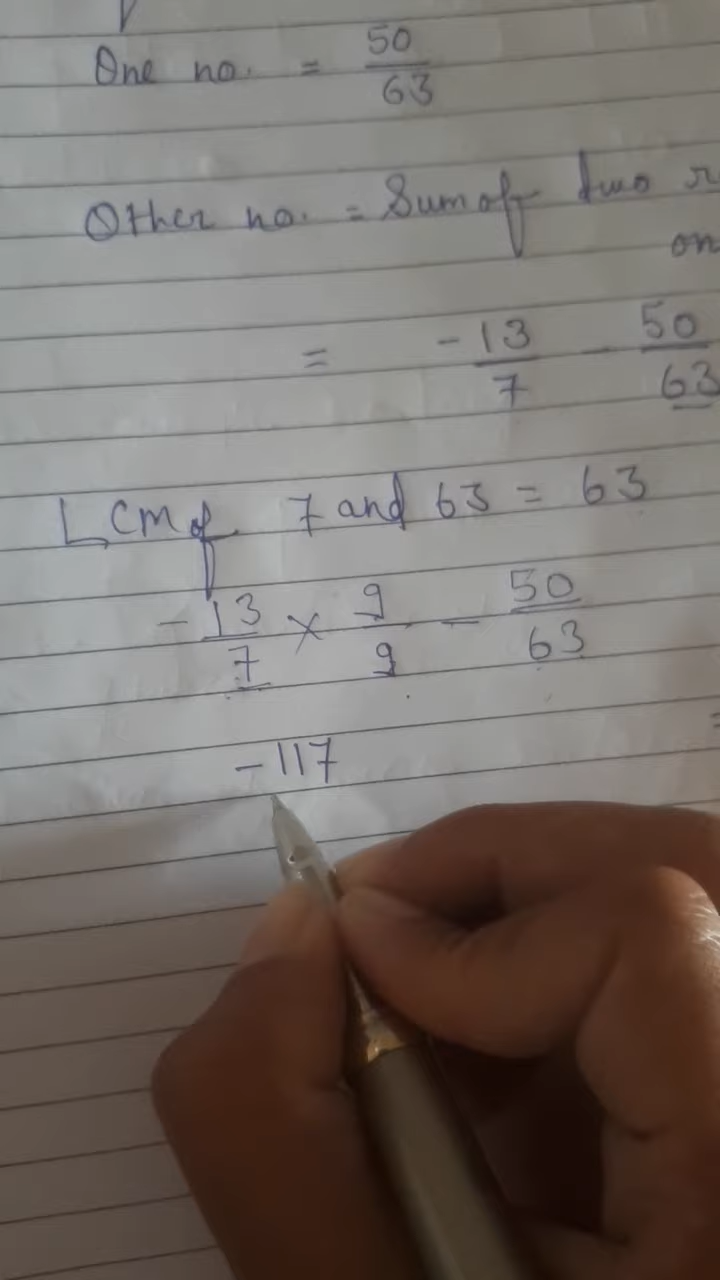 One no. = 50/63
Other no. = Sum of two
= -13/7 - 50/63
LCM of 7 and 63 = 63
-13/7 × 9/9 - 50/63
-117